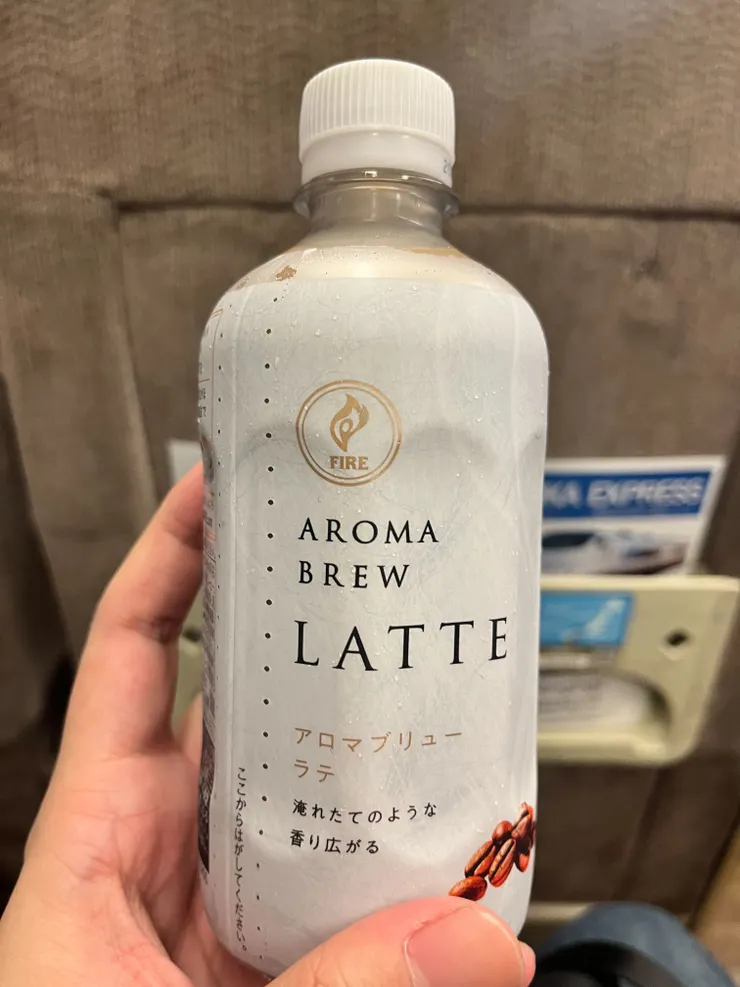 FIRE
AROMA
BREW
LATTE
アロマブリュー
ラテ
淹れたてのような
香り広がる
ここからはがしてください。
KA EXPRESS